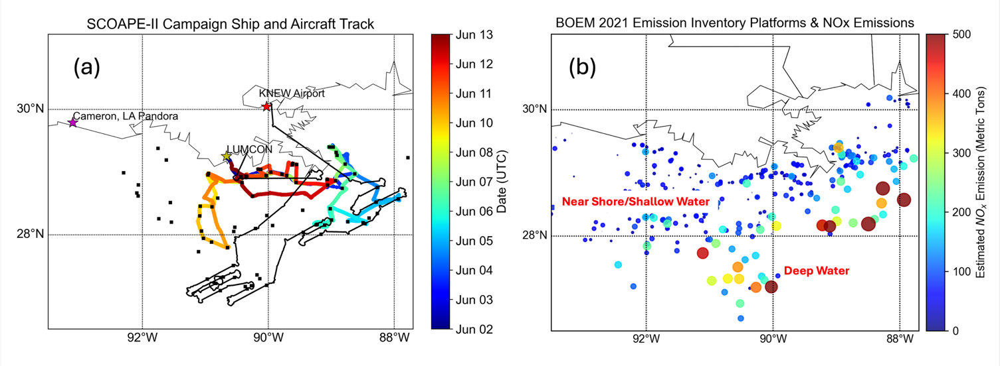 SCOAPE-II Campaign Ship and Aircraft Track
(a)
KNEW Airport
30°N
Cameron, LA Pandora
LUMCON
28°N
92°W
90°W
88°W
Jun 13
Jun 12
Jun 11
Jun 10
Jun 08
Jun 07
Jun 06
Jun 05
Jun 04
Jun 03
Jun 02
Date (UTC)
BOEM 2021 Emission Inventory Platforms & NOx Emissions
(b)
30°N
Near Shore/Shallow Water
28°N
Deep Water
92°W
90°W
88°W
500
400
300
200
100
0
Estimated NOx Emission (Metric Tons)